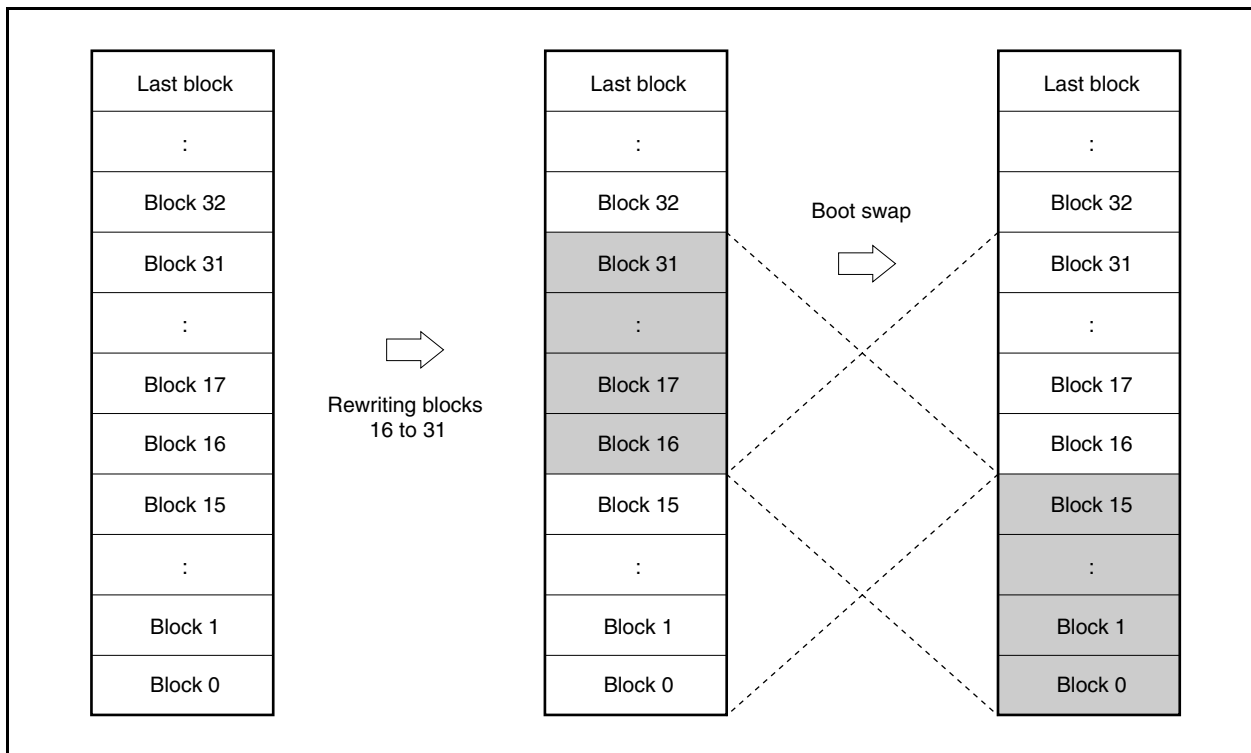 Last block
:
Block 32
Block 31
:
Block 17
Block 16
Block 15
:
Block 1
Block 0
Rewriting blocks
16 to 31
Last block
:
Block 32
Block 31
:
Block 17
Block 16
Block 15
:
Block 1
Block 0
Boot swap
Last block
:
Block 32
Block 31
:
Block 17
Block 16
Block 15
:
Block 1
Block 0